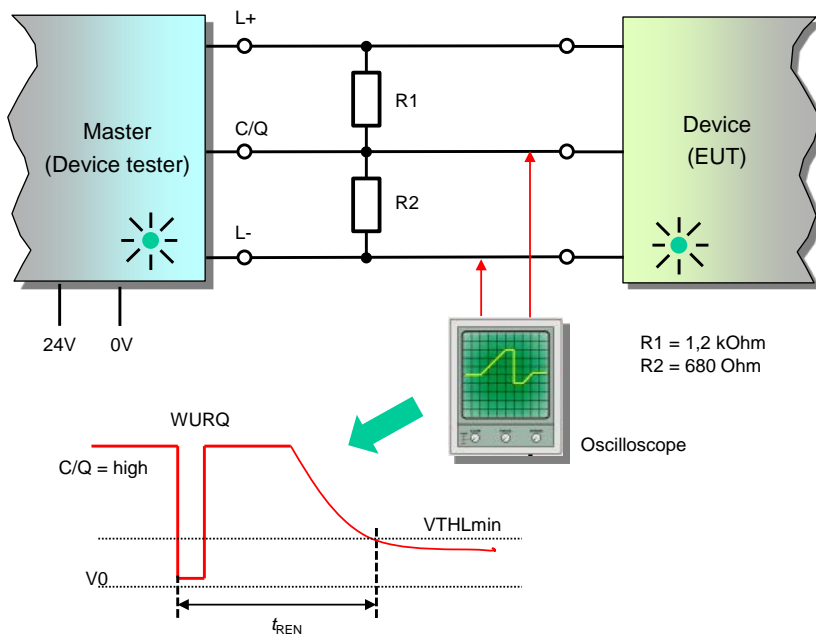 L+
R1
Master
(Device tester)
C/Q
Device
(EUT)
R2
L-
24V
0V
R1 = 1,2 kOhm
R2 = 680 Ohm
WURQ
Oscilloscope
C/Q = high
VTHLmin
V0
tREN